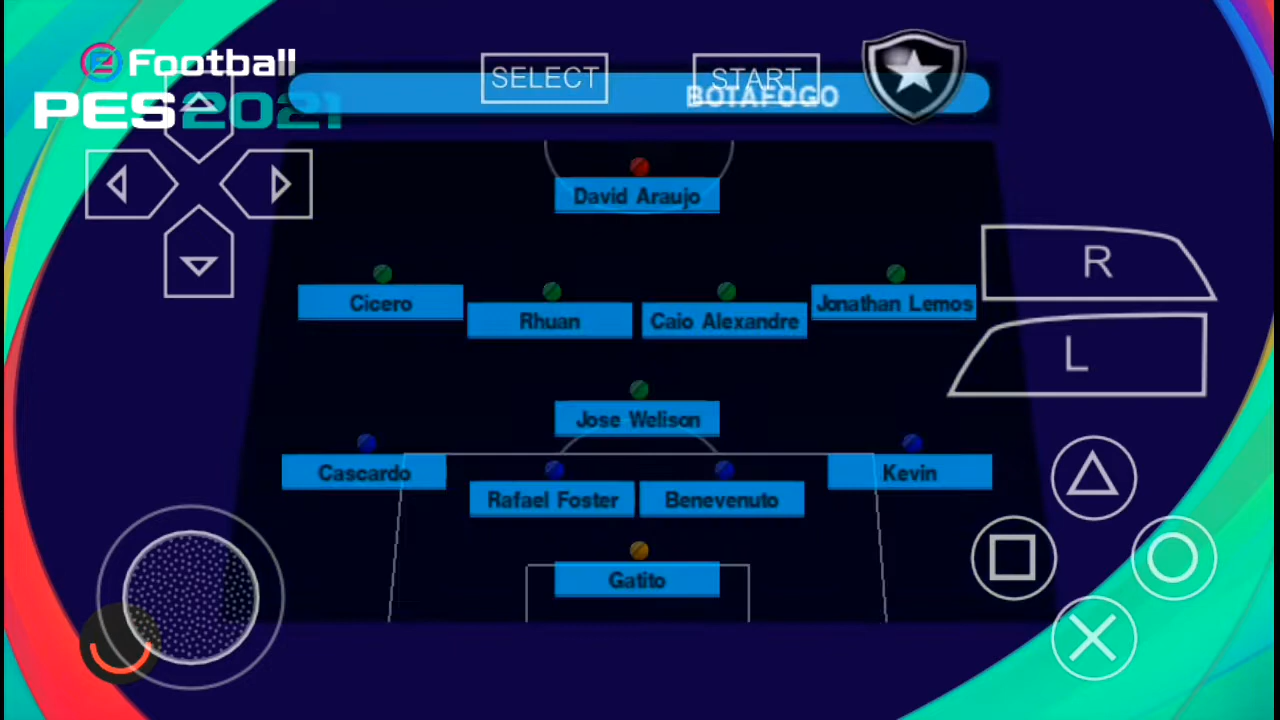 eFootball
PES2021
SELECT
START
BOTAFOGO
David Araujo
Cicero
Rhuan
Caio Alexandre
Jonathan Lemos
R
L
Jose Welison
Cascardo
Rafael Foster
Benevenuto
Kevin
Gatito